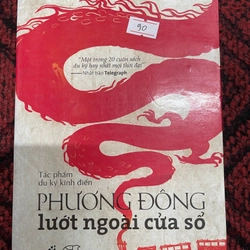 90
"Một trong 20 cuốn sách
du ký hay nhất mọi thời đại"
—Nhật báo Telegraph
Tác phẩm
du ký kinh điển
PHƯƠNG ĐÔNG
lướt ngoài cửa sổ